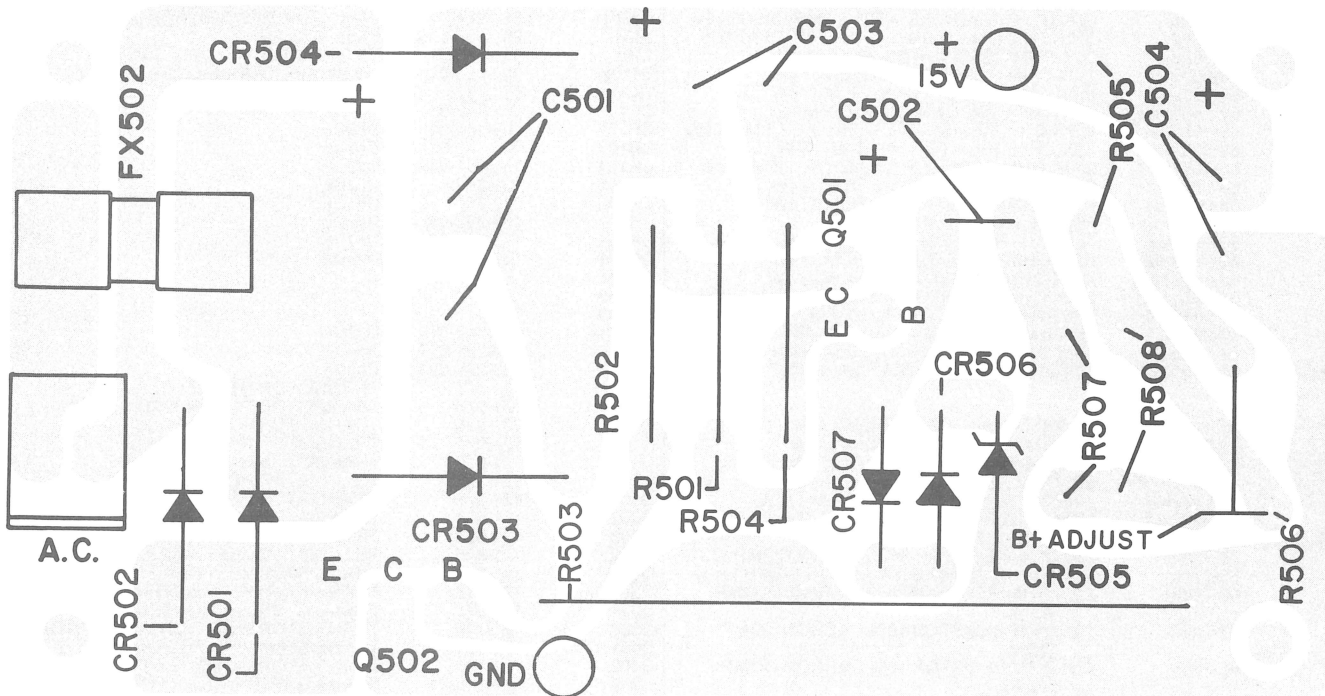 +
C503
CR504
+
15V
R505
C504
+
FX502
+
C501
C502
+
Q501
E C
B
R502
CR506
R507
R508
CR507
R501
R504
A.C.
CR503
R503
B+ ADJUST
CR505
R506
E C B
CR502
CR501
Q502
GND